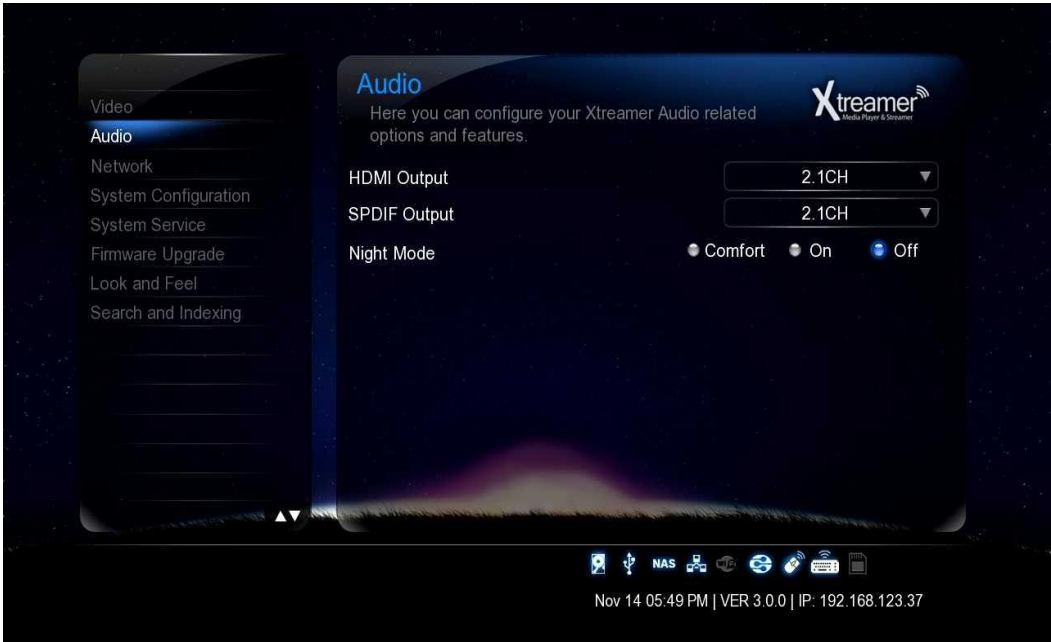 Video
Audio
Network
System Configuration
System Service
Firmware Upgrade
Look and Feel
Search and Indexing
Audio
Here you can configure your Xtreamer Audio related
options and features.
Xtreamer
Media Player & Streamer
HDMI Output 2.1CH
SPDIF Output 2.1CH
Night Mode Comfort On Off
NAS WiFi
Nov 14 05:49 PM | VER 3.0.0 | IP: 192.168.123.37